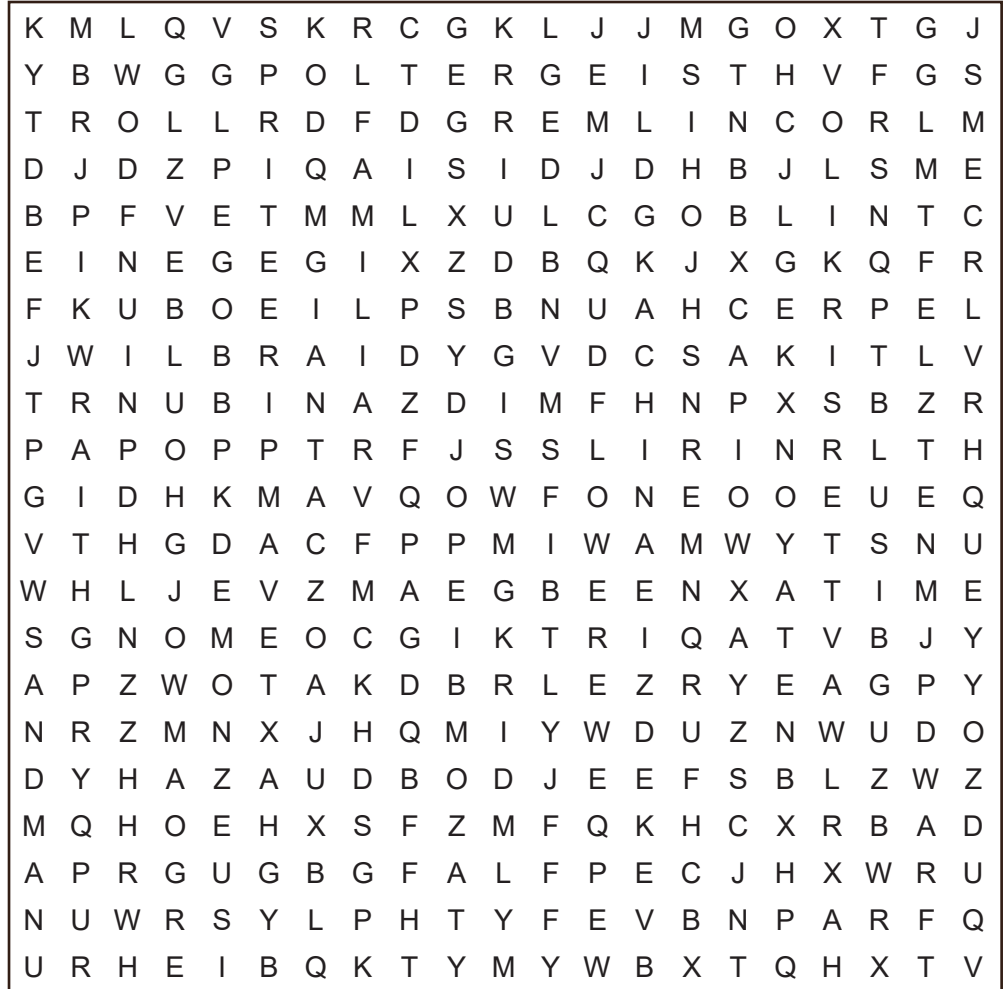 K M L Q V S K R C G K L J J M G O X T G J
Y B W G G P O L T E R G E I S T H V F G S
T R O L L R D F D G R E M L I N C O R L M
D J D Z P I Q A I S I D J D H B J L S M E
B P F V E T M M L X U L C G O B L I N T C
E I N E G E G I X Z D B Q K J X G K Q F R
F K U B O E I L P S B N U A H C E R P E L
J W I L B R A I D Y G V D C S A K I T L V
T R N U B I N A Z D I M F H N P X S B Z R
P A P O P P T R F J S S L I R I N R L T H
G I D H K M A V Q O W F O N E O O E U E Q
V T H G D A C F P P M I W A M W Y T S N U
W H L J E V Z M A E G B E E N X A T I M E
S G N O M E O C G I K T R I Q A T V B J Y
A P Z W O T A K D B R L E Z R Y E A G P Y
N R Z M N X J H Q M I Y W D U Z N W U D O
D Y H A Z A U D B O D J E E F S B L Z W Z
M Q H O E H X S F Z M F Q K H C X R B A D
A P R G U G B G F A L F P E C J H X W R U
N U W R S Y L P H T Y F E V B N P A R F Q
U R H E I B Q K T Y M Y W B X T Q H X T V